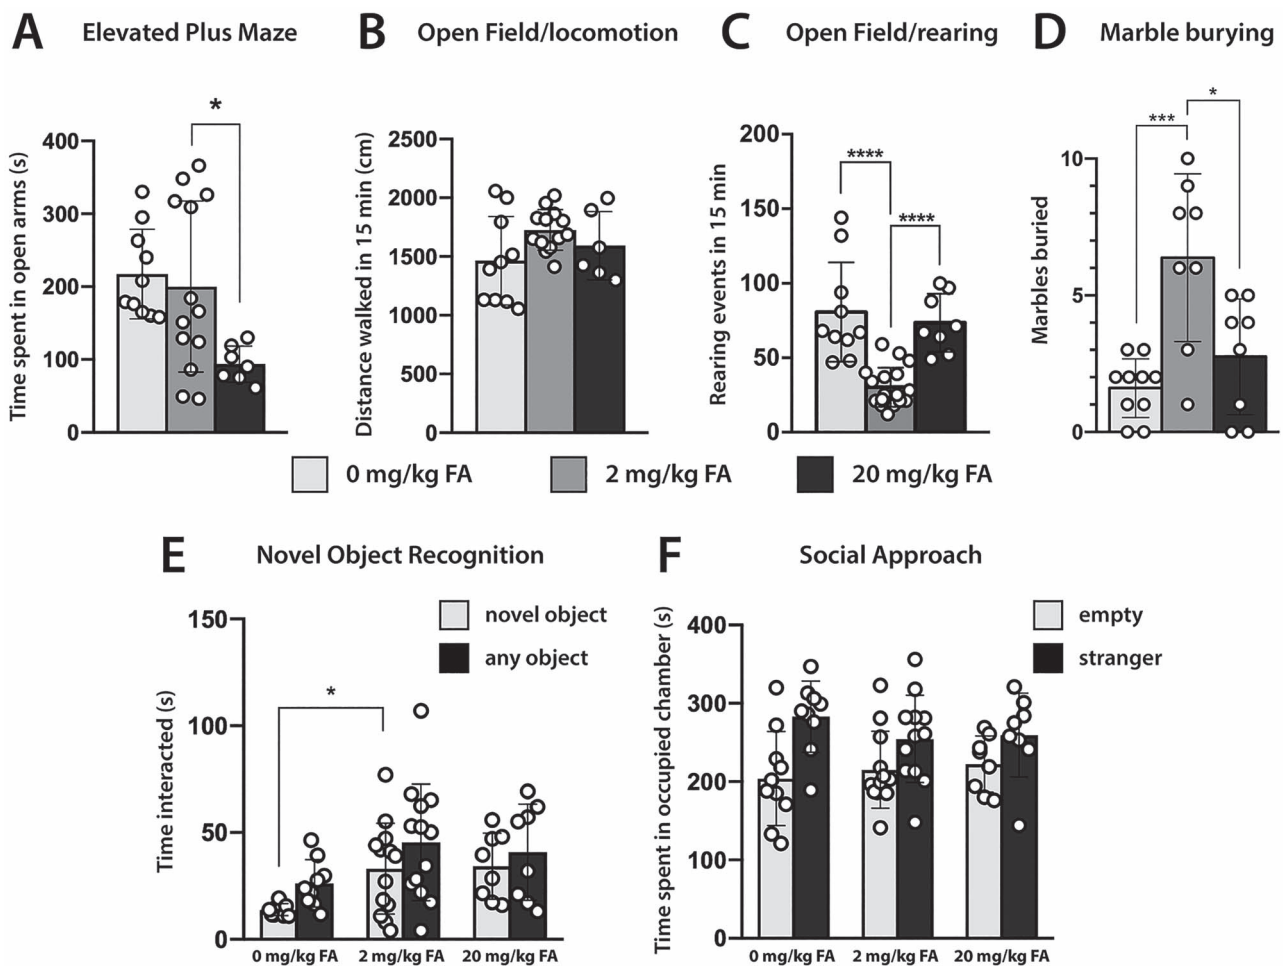 A Elevated Plus Maze
B Open Field/locomotion
C Open Field/rearing
D Marble burying
Time spent in open arms (s)
400
300
200
100
0
*
Distance walked in 15 min (cm)
2500
2000
1500
1000
500
0
Rearing events in 15 min
200
150
100
50
0
****
****
Marbles buried
10
5
0
***
*
0 mg/kg FA
2 mg/kg FA
20 mg/kg FA
E Novel Object Recognition
novel object
any object
Time interacted (s)
150
100
50
0
*
0 mg/kg FA
2 mg/kg FA
20 mg/kg FA
F Social Approach
empty
stranger
Time spent in occupied chamber (s)
400
300
200
100
0
0 mg/kg FA
2 mg/kg FA
20 mg/kg FA